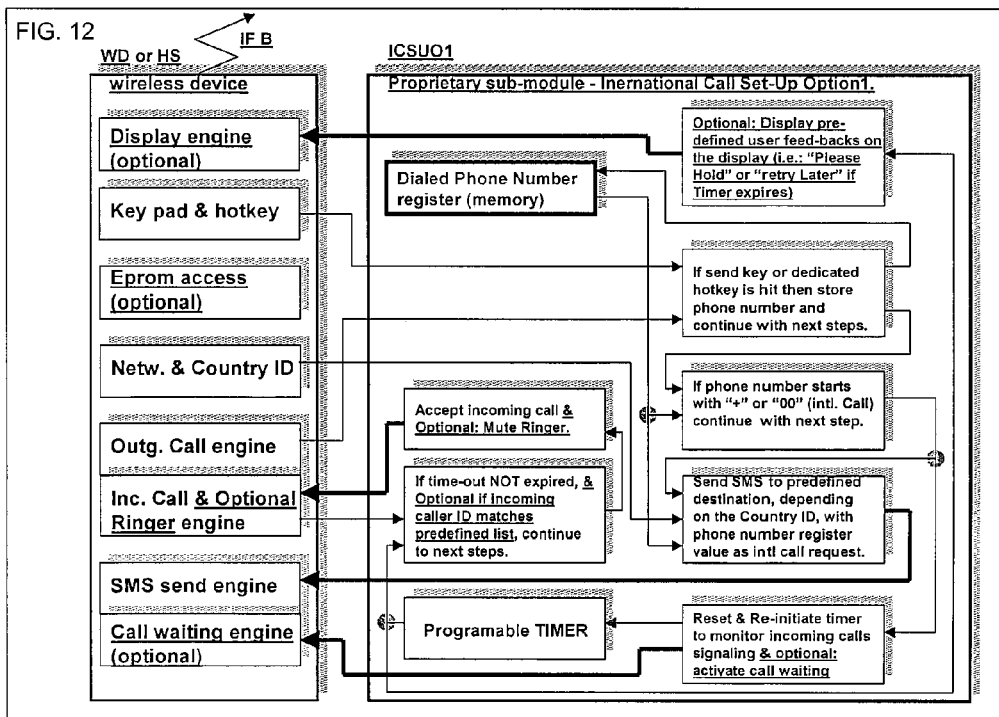 FIG. 12
IF B
WD or HS
wireless device
Display engine
(optional)
Key pad & hotkey
Eprom access
(optional)
Netw. & Country ID
Outg. Call engine
Inc. Call & Optional
Ringer engine
SMS send engine
Call waiting engine
(optional)
ICSUO1
Proprietary sub-module - Inernational Call Set-Up Option1.
Dialed Phone Number
register (memory)
Optional: Display pre-
defined user feed-backs on
the display (i.e.: “Please
Hold” or “retry Later” if
Timer expires)
If send key or dedicated
hotkey is hit then store
phone number and
continue with next steps.
If phone number starts
with “+” or “00” (intl. Call)
continue with next step.
Accept incoming call &
Optional: Mute Ringer.
If time-out NOT expired, &
Optional if incoming
caller ID matches
predefined list, continue
to next steps.
Send SMS to predefined
destination, depending
on the Country ID, with
phone number register
value as intl call request.
Programable TIMER
Reset & Re-initiate timer
to monitor incoming calls
signaling & optional:
activate call waiting